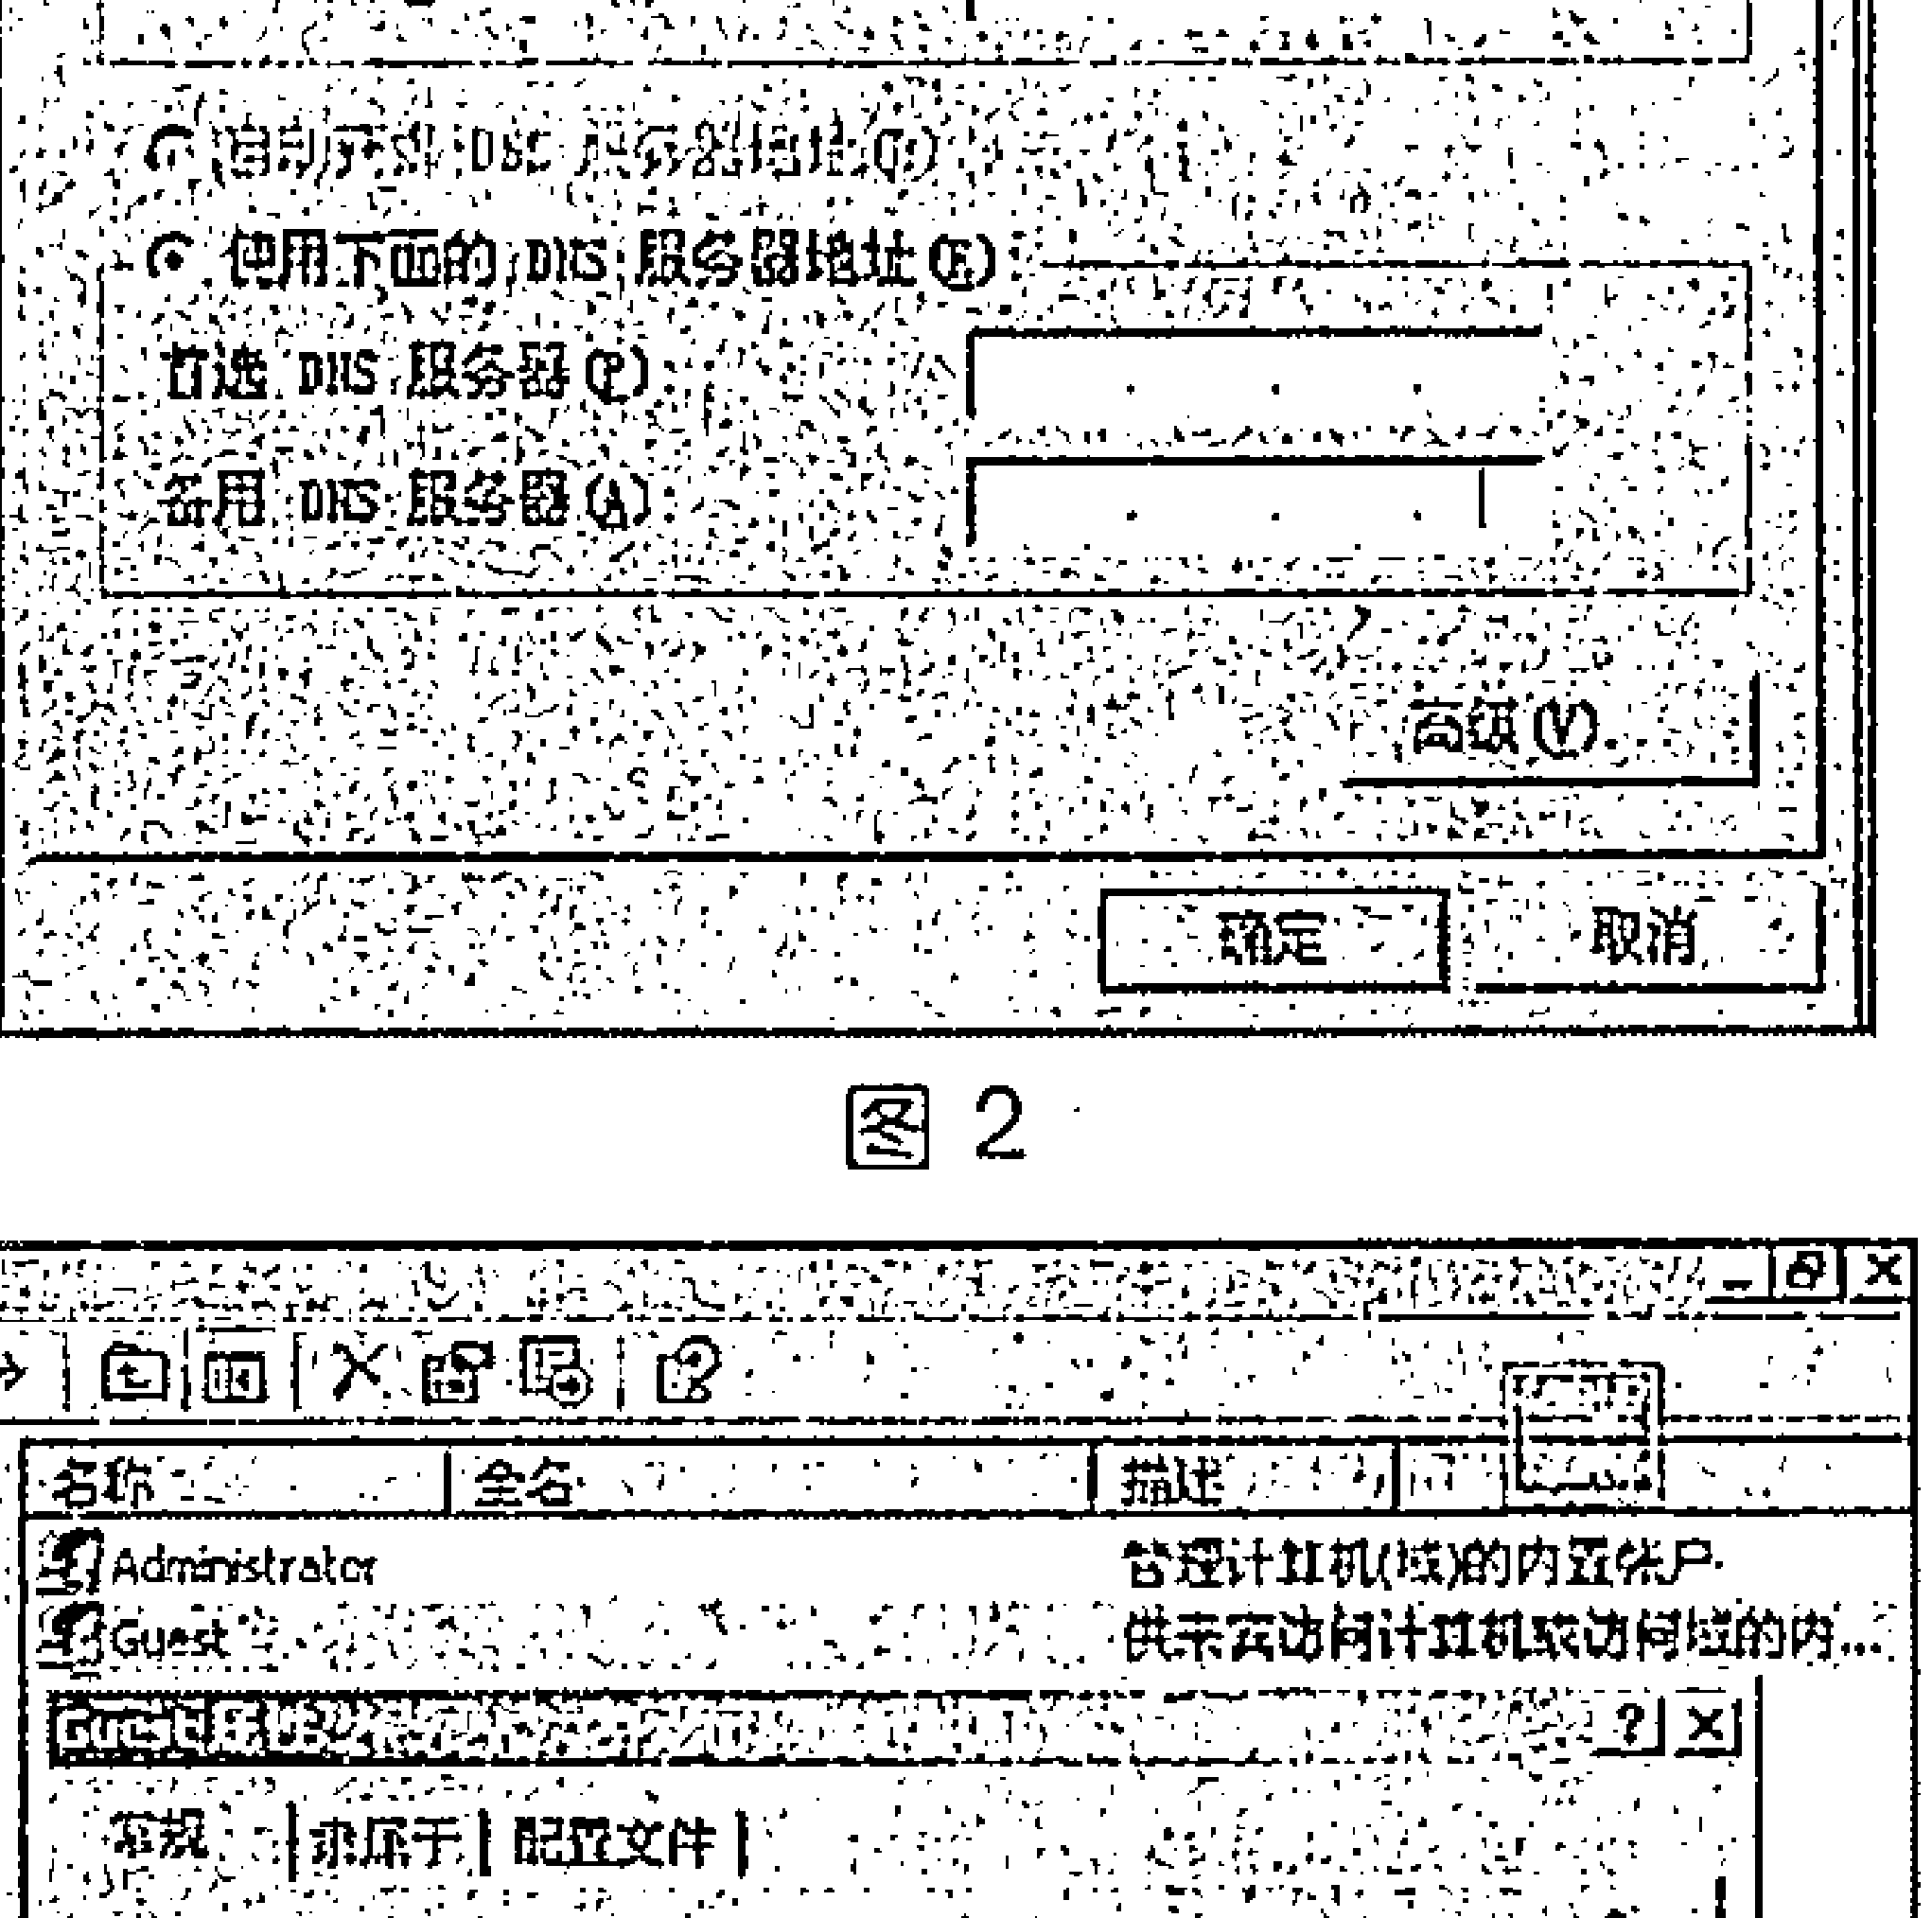 使用下面的 DNS 服务器地址(E):
首选 DNS 服务器(P):
备用 DNS 服务器(A):
高级(V)...
确定 取消
图 2
名称 全名 描述
Administrator 管理计算机(域)的内置帐户
Guest 供来宾访问计算机或访问域的内...
Guest 属性
常规 隶属于 配置文件